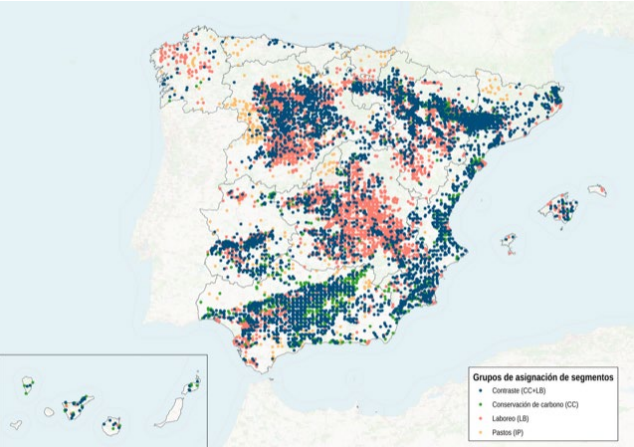 Grupos de asignación de segmentos
Contraste (CC+LB)
Conservación de carbono (CC)
Laboreo (LB)
Pastos (IP)